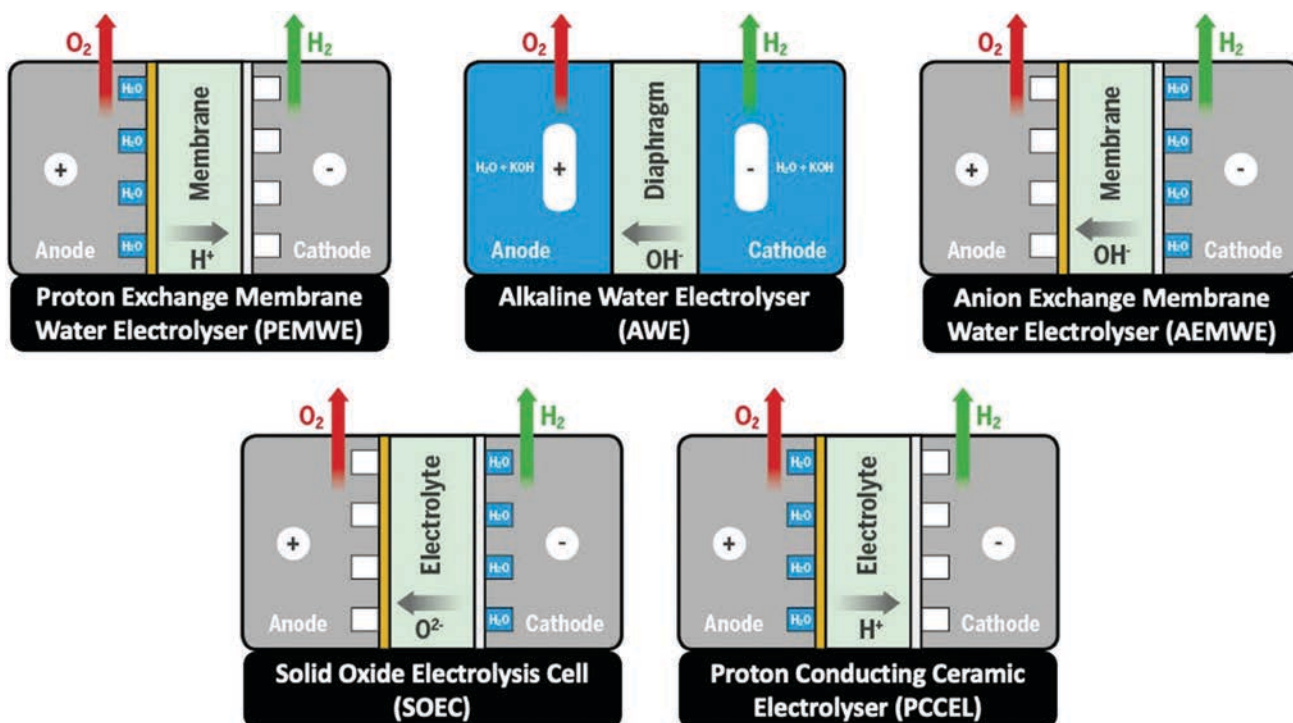 O₂
H₂
H₂O
H₂O
H₂O
H₂O
Membrane
+
-
Anode
H⁺
Cathode
Proton Exchange Membrane
Water Electrolyser (PEMWE)
O₂
H₂
H₂O + KOH
+
Diaphragm
-
H₂O + KOH
Anode
OH⁻
Cathode
Alkaline Water Electrolyser
(AWE)
O₂
H₂
Membrane
H₂O
H₂O
H₂O
H₂O
+
-
Anode
OH⁻
Cathode
Anion Exchange Membrane
Water Electrolyser (AEMWE)
O₂
H₂
Electrolyte
H₂O
H₂O
H₂O
H₂O
+
-
Anode
O²⁻
Cathode
Solid Oxide Electrolysis Cell
(SOEC)
O₂
H₂
H₂O
H₂O
H₂O
H₂O
Electrolyte
+
-
Anode
H⁺
Cathode
Proton Conducting Ceramic
Electrolyser (PCCEL)